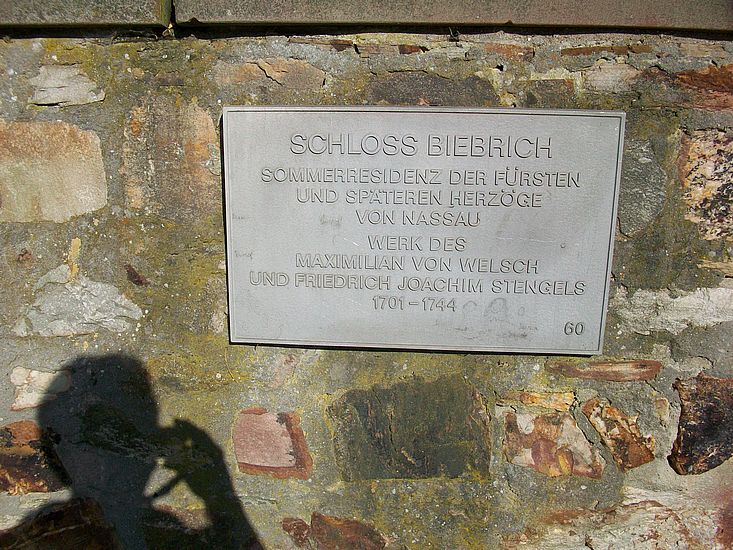 SCHLOSS BIEBRICH
SOMMERRESIDENZ DER FÜRSTEN
UND SPÄTEREN HERZÖGE
VON NASSAU
WERK DES
MAXIMILIAN VON WELSCH
UND FRIEDRICH JOACHIM STENGELS
1701-1744
60